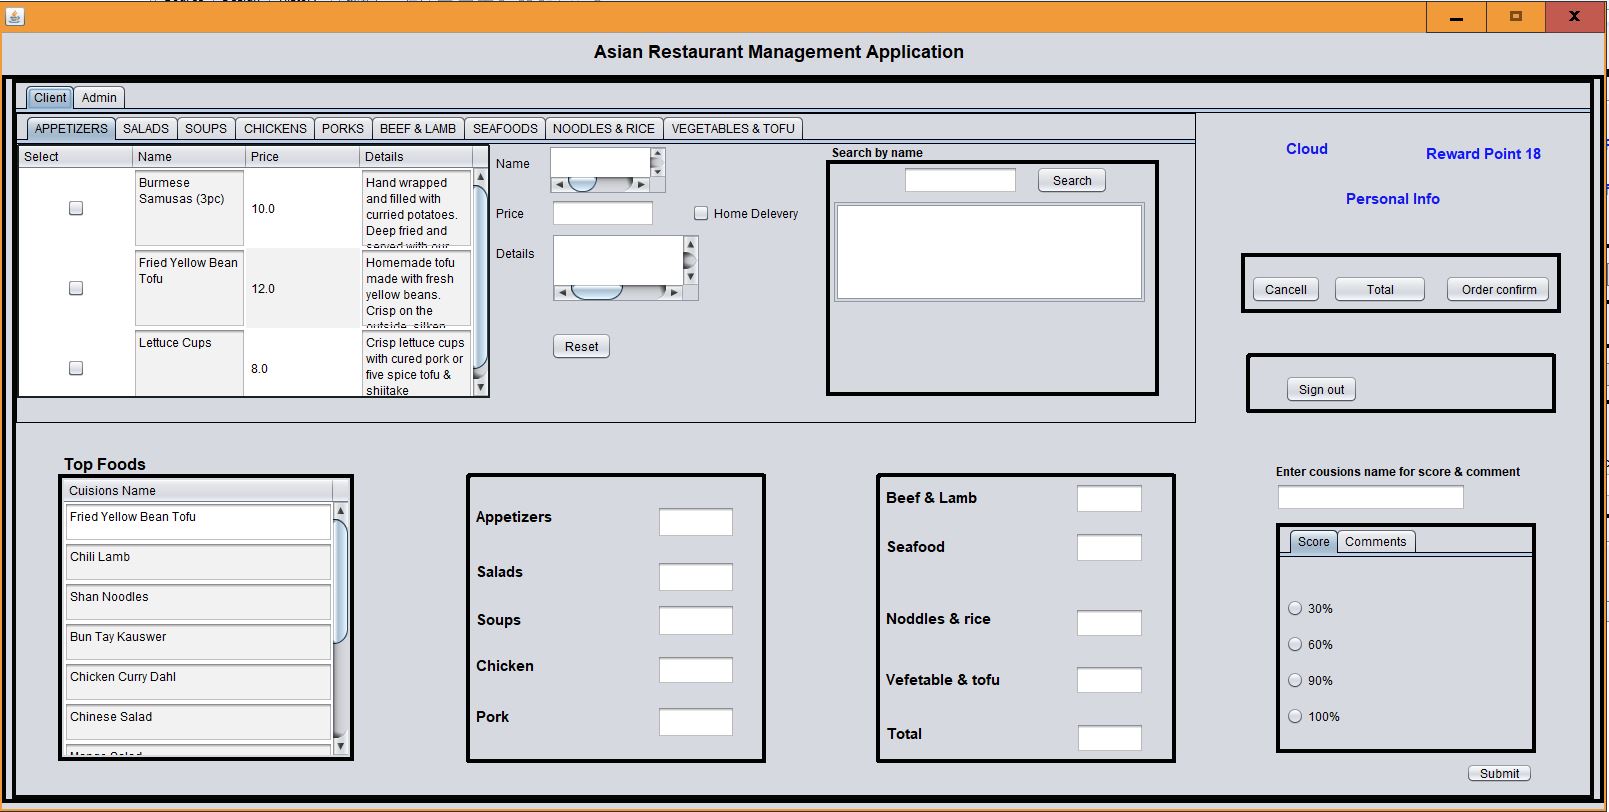 Asian Restaurant Management Application
Client Admin
APPETIZERS SALADS SOUPS CHICKENS PORKS BEEF & LAMB SEAFOODS NOODLES & RICE VEGETABLES & TOFU
Select Name Price Details
Burmese
Samusas (3pc)
10.0
Hand wrapped
and filled with
curried potatoes.
Deep fried and
served with our
Fried Yellow Bean
Tofu
12.0
Homemade tofu
made with fresh
yellow beans.
Crisp on the
outside, silken
Lettuce Cups
8.0
Crisp lettuce cups
with cured pork or
five spice tofu &
shiitake
Name
Price
Home Delevery
Details
Reset
Search by name
Search
Cloud
Reward Point 18
Personal Info
Cancell Total Order confirm
Sign out
Top Foods
Cuisions Name
Fried Yellow Bean Tofu
Chili Lamb
Shan Noodles
Bun Tay Kauswer
Chicken Curry Dahl
Chinese Salad
Mango Salad
Appetizers
Salads
Soups
Chicken
Pork
Beef & Lamb
Seafood
Noddles & rice
Vefetable & tofu
Total
Enter cousions name for score & comment
Score Comments
30%
60%
90%
100%
Submit